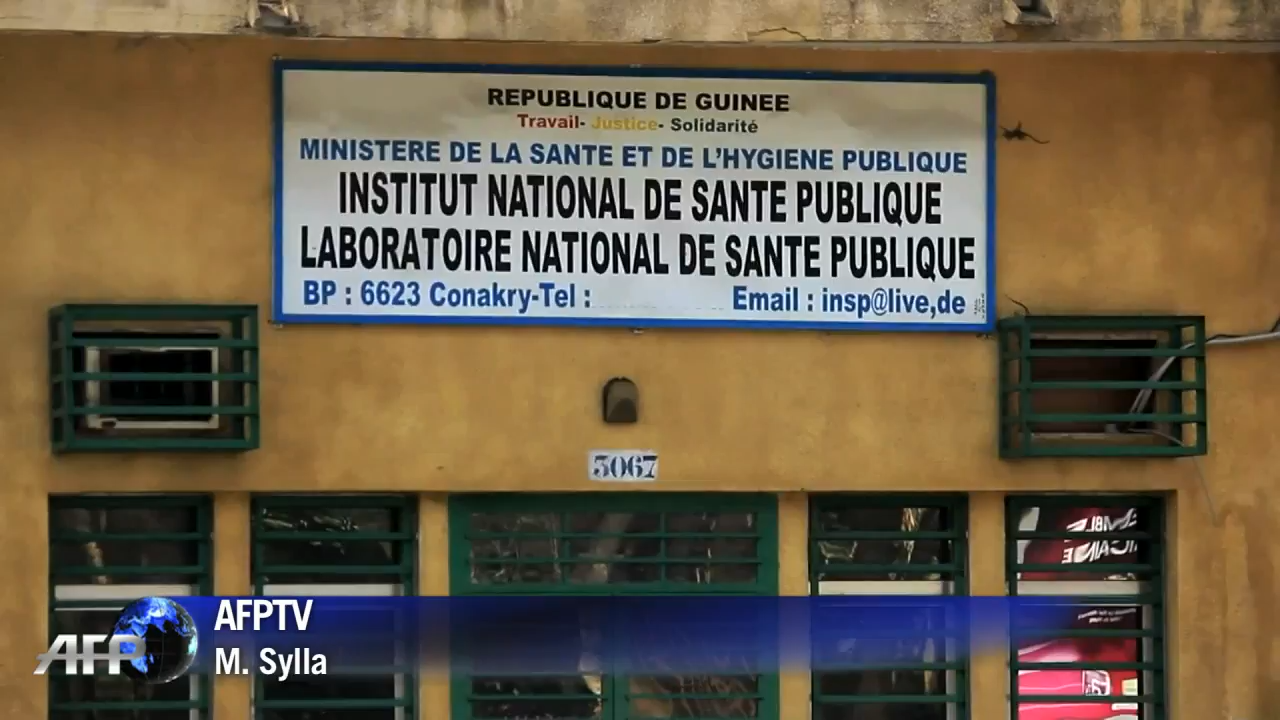 REPUBLIQUE DE GUINEE
Travail- Justice- Solidarité
MINISTERE DE LA SANTE ET DE L'HYGIENE PUBLIQUE
INSTITUT NATIONAL DE SANTE PUBLIQUE
LABORATOIRE NATIONAL DE SANTE PUBLIQUE
BP : 6623 Conakry-Tel :
Email : insp@live,de
5067
AFPTV
AFP
M. Sylla